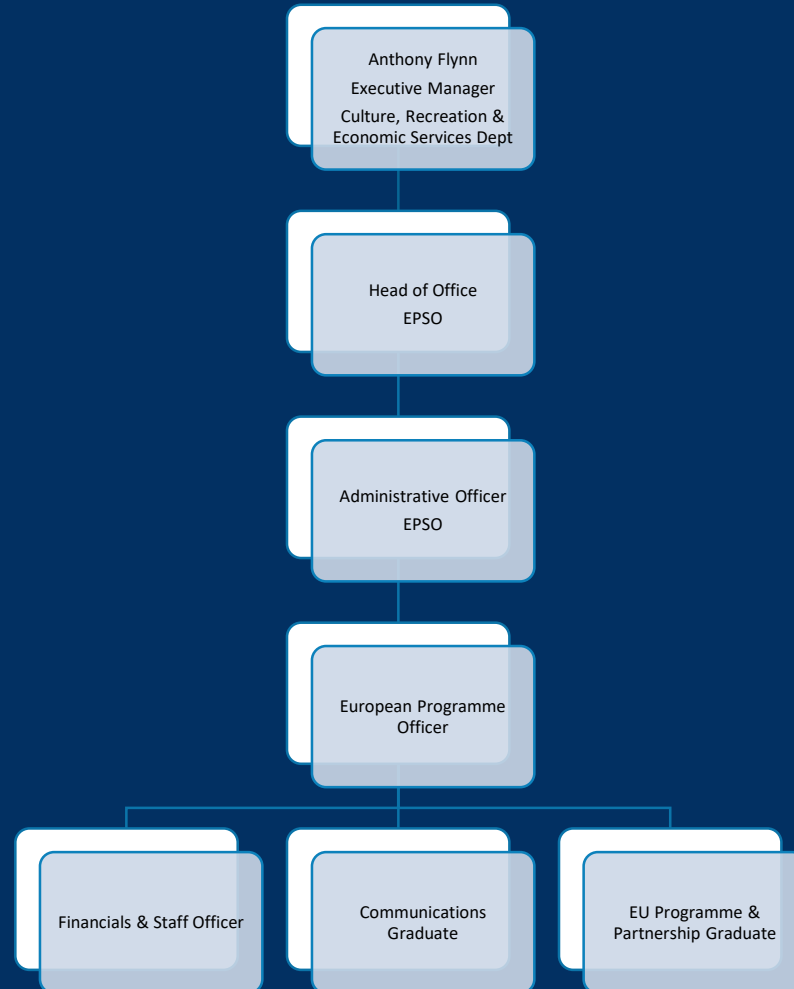 Anthony Flynn
Executive Manager
Culture, Recreation &
Economic Services Dept
Head of Office
EPSO
Administrative Officer
EPSO
European Programme
Officer
Financials & Staff Officer
Communications
Graduate
EU Programme &
Partnership Graduate